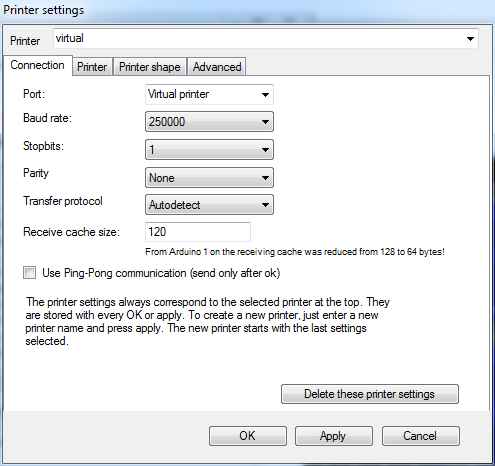 Printer settings
Printer virtual
Connection Printer Printer shape Advanced
Port: Virtual printer
Baud rate: 250000
Stopbits: 1
Parity None
Transfer protocol Autodetect
Receive cache size: 120
From Arduino 1 on the receiving cache was reduced from 128 to 64 bytes!
Use Ping-Pong communication (send only after ok)
The printer settings always correspond to the selected printer at the top. They
are stored with every OK or apply. To create a new printer, just enter a new
printer name and press apply. The new printer starts with the last settings
selected.
Delete these printer settings
OK Apply Cancel